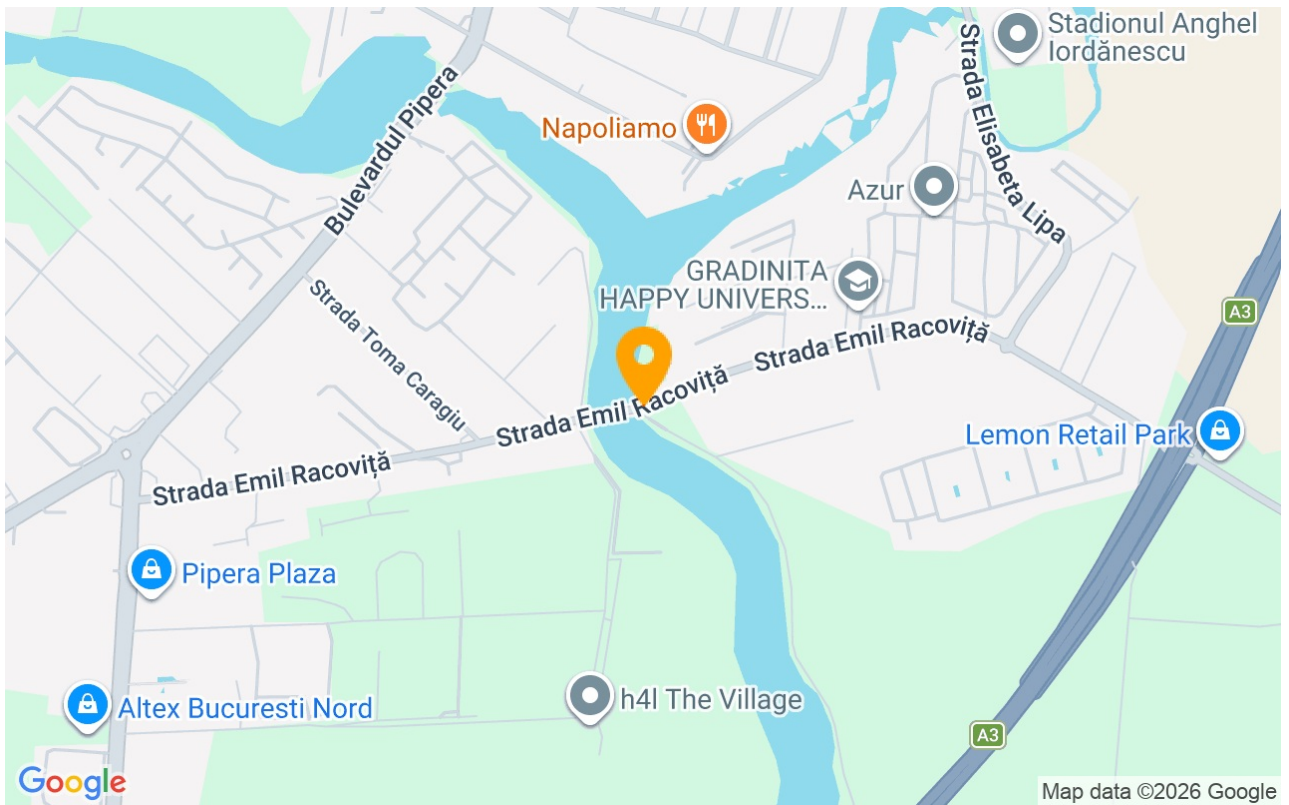 Stadionul Anghel
Iordănescu
Strada Elisabeta Lipa
Bulevardul Pipera
Napoliamo
Azur
GRADINITA
HAPPY UNIVERS...
A3
Strada Toma Caragiu
Strada Emil Racoviță
Strada Emil Racoviță
Strada Emil Racoviță
Lemon Retail Park
Pipera Plaza
h4l The Village
Altex Bucuresti Nord
A3
Google
Map data ©2026 Google